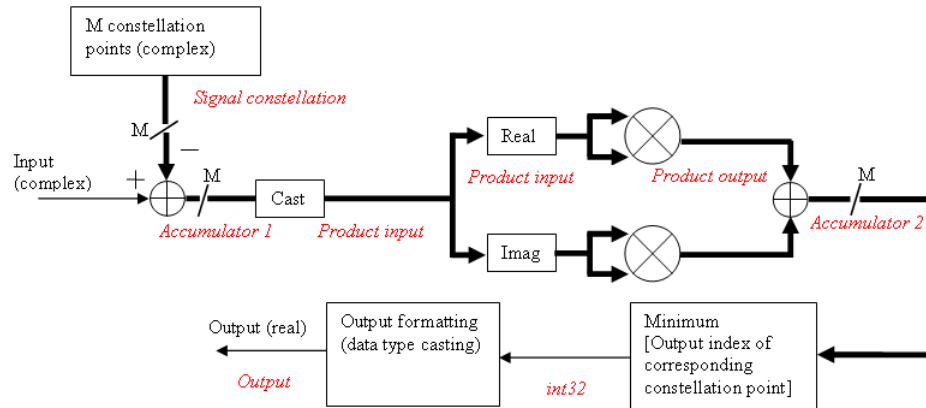 M constellation
points (complex)
Signal constellation
M
−
Input
(complex)
+
M
Cast
Accumulator 1
Product input
Real
Product input
Product output
Imag
M
Accumulator 2
Output (real)
Output
Output formatting
(data type casting)
int32
Minimum
[Output index of
corresponding
constellation point]